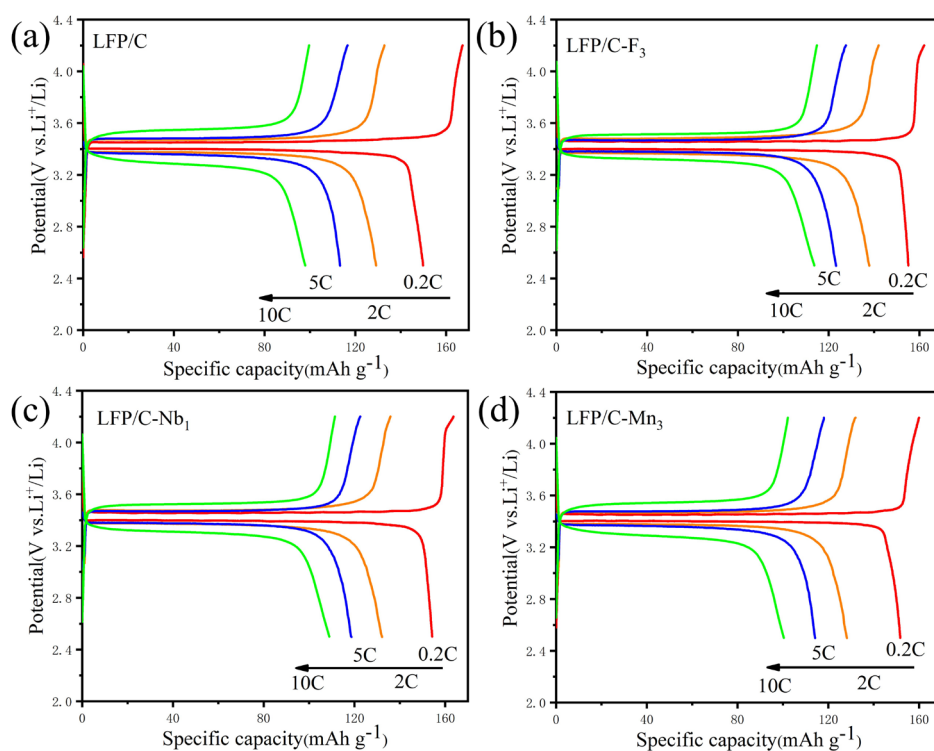 (a)
LFP/C
Potential(V vs.Li⁺/Li)
4.4
4.0
3.6
3.2
2.8
2.4
2.0
5C
0.2C
10C
2C
0
40
80
120
160
Specific capacity(mAh g⁻¹)
(b)
LFP/C-F₃
Potential(V vs.Li⁺/Li)
4.4
4.0
3.6
3.2
2.8
2.4
2.0
5C
0.2C
10C
2C
0
40
80
120
160
Specific capacity(mAh g⁻¹)
(c)
LFP/C-Nb₁
Potential(V vs.Li⁺/Li)
4.4
4.0
3.6
3.2
2.8
2.4
2.0
5C
0.2C
10C
2C
0
40
80
120
160
Specific capacity(mAh g⁻¹)
(d)
LFP/C-Mn₃
Potential(V vs.Li⁺/Li)
4.4
4.0
3.6
3.2
2.8
2.4
2.0
5C
0.2C
10C
2C
0
40
80
120
160
Specific capacity(mAh g⁻¹)